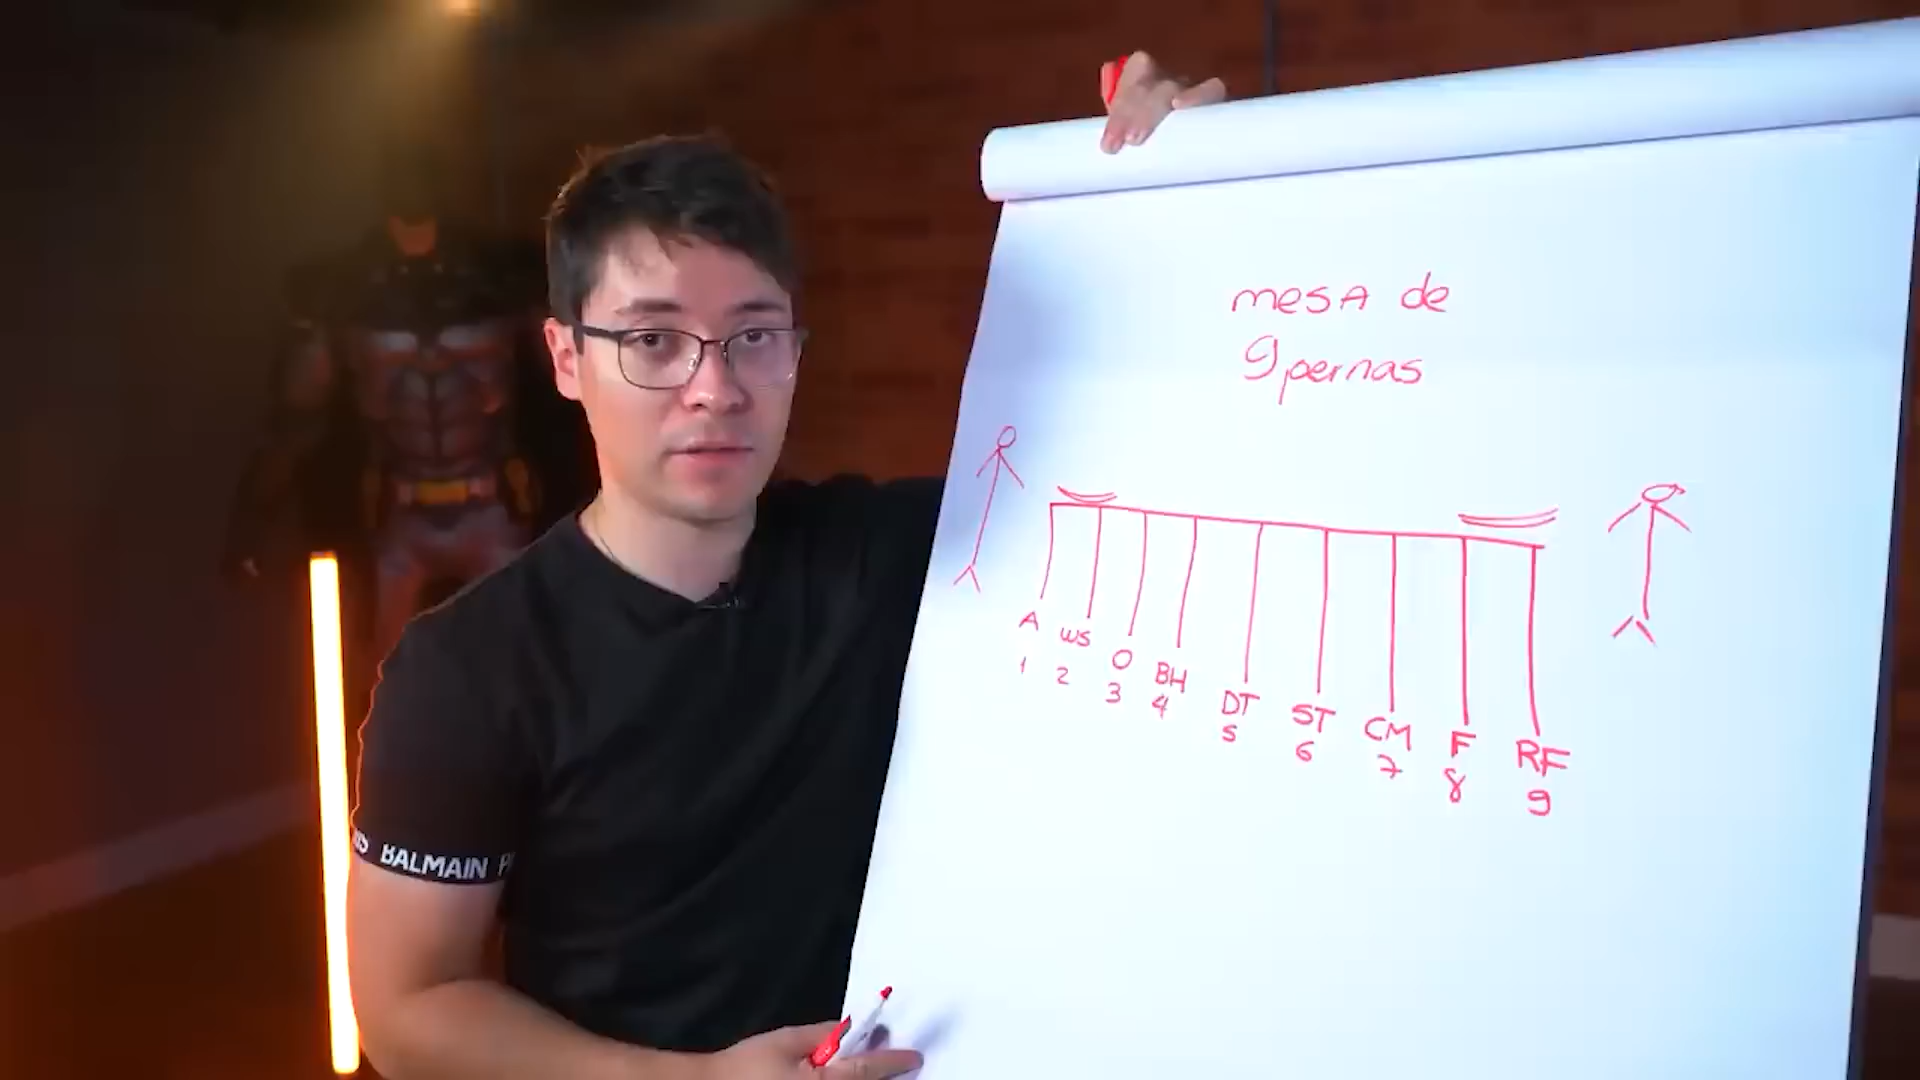 mesA de
9 pernas
A WS O BH DT ST CM F RF
1 2 3 4 5 6 7 8 9
BALMAIN